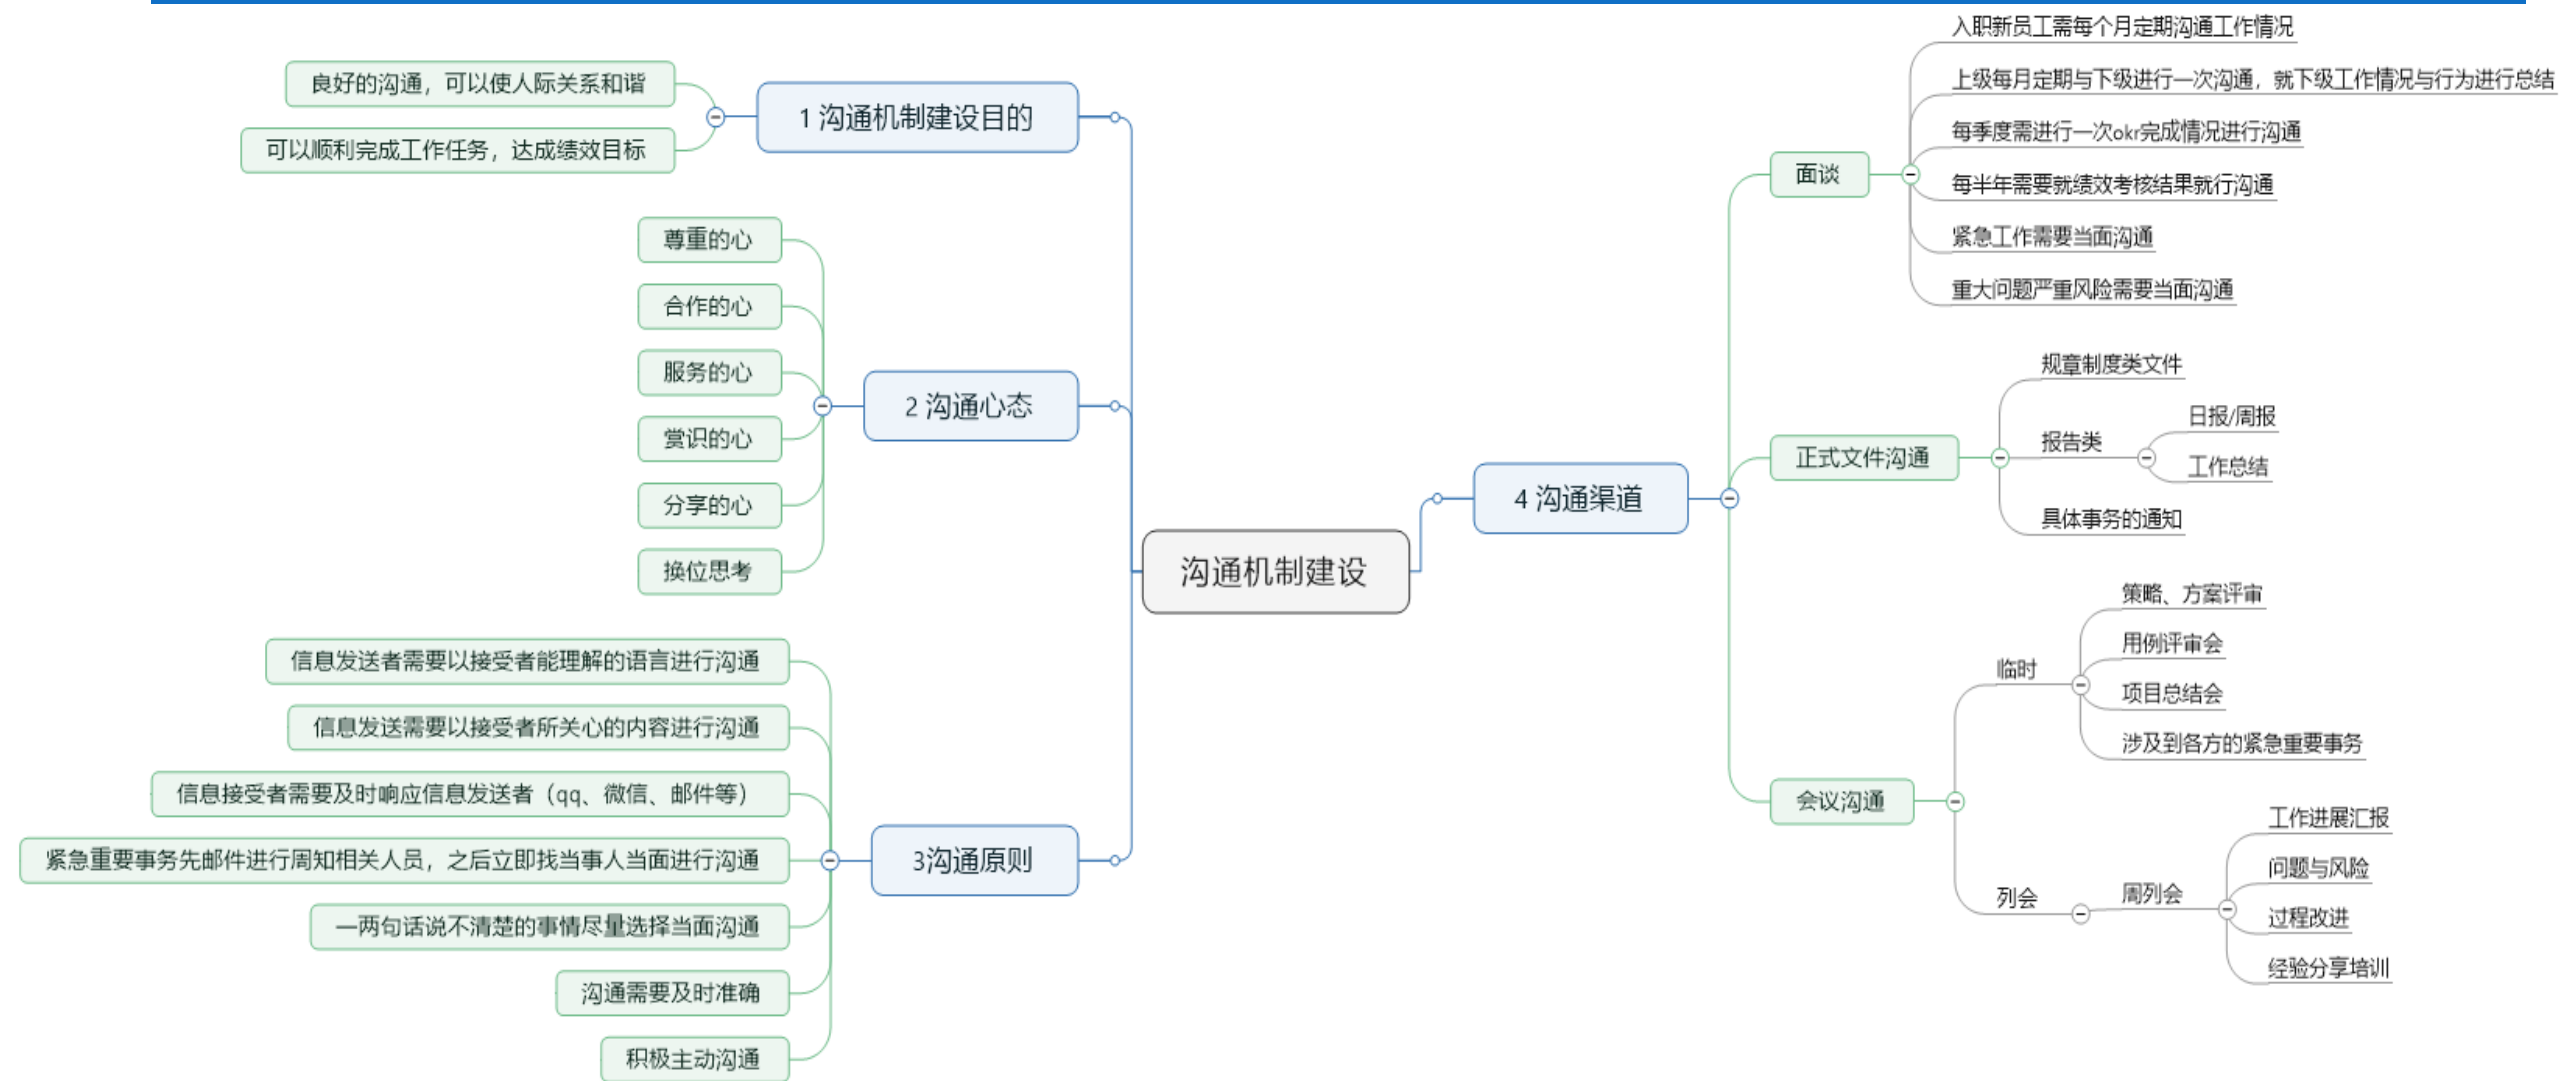 沟通机制建设
1 沟通机制建设目的
良好的沟通，可以使人际关系和谐
可以顺利完成工作任务，达成绩效目标
2 沟通心态
尊重的心
合作的心
服务的心
赏识的心
分享的心
换位思考
3沟通原则
信息发送者需要以接受者能理解的语言进行沟通
信息发送需要以接受者所关心的内容进行沟通
信息接受者需要及时响应信息发送者（qq、微信、邮件等）
紧急重要事务先邮件进行周知相关人员，之后立即找当事人当面进行沟通
一两句话说不清楚的事情尽量选择当面沟通
沟通需要及时准确
积极主动沟通
4 沟通渠道
面谈
入职新员工需每个月定期沟通工作情况
上级每月定期与下级进行一次沟通，就下级工作情况与行为进行总结
每季度需进行一次okr完成情况进行沟通
每半年需要就绩效考核结果就行沟通
紧急工作需要当面沟通
重大问题严重风险需要当面沟通
正式文件沟通
规章制度类文件
报告类
日报/周报
工作总结
具体事务的通知
会议沟通
临时
策略、方案评审
用例评审会
项目总结会
涉及到各方的紧急重要事务
列会
周列会
工作进展汇报
问题与风险
过程改进
经验分享培训